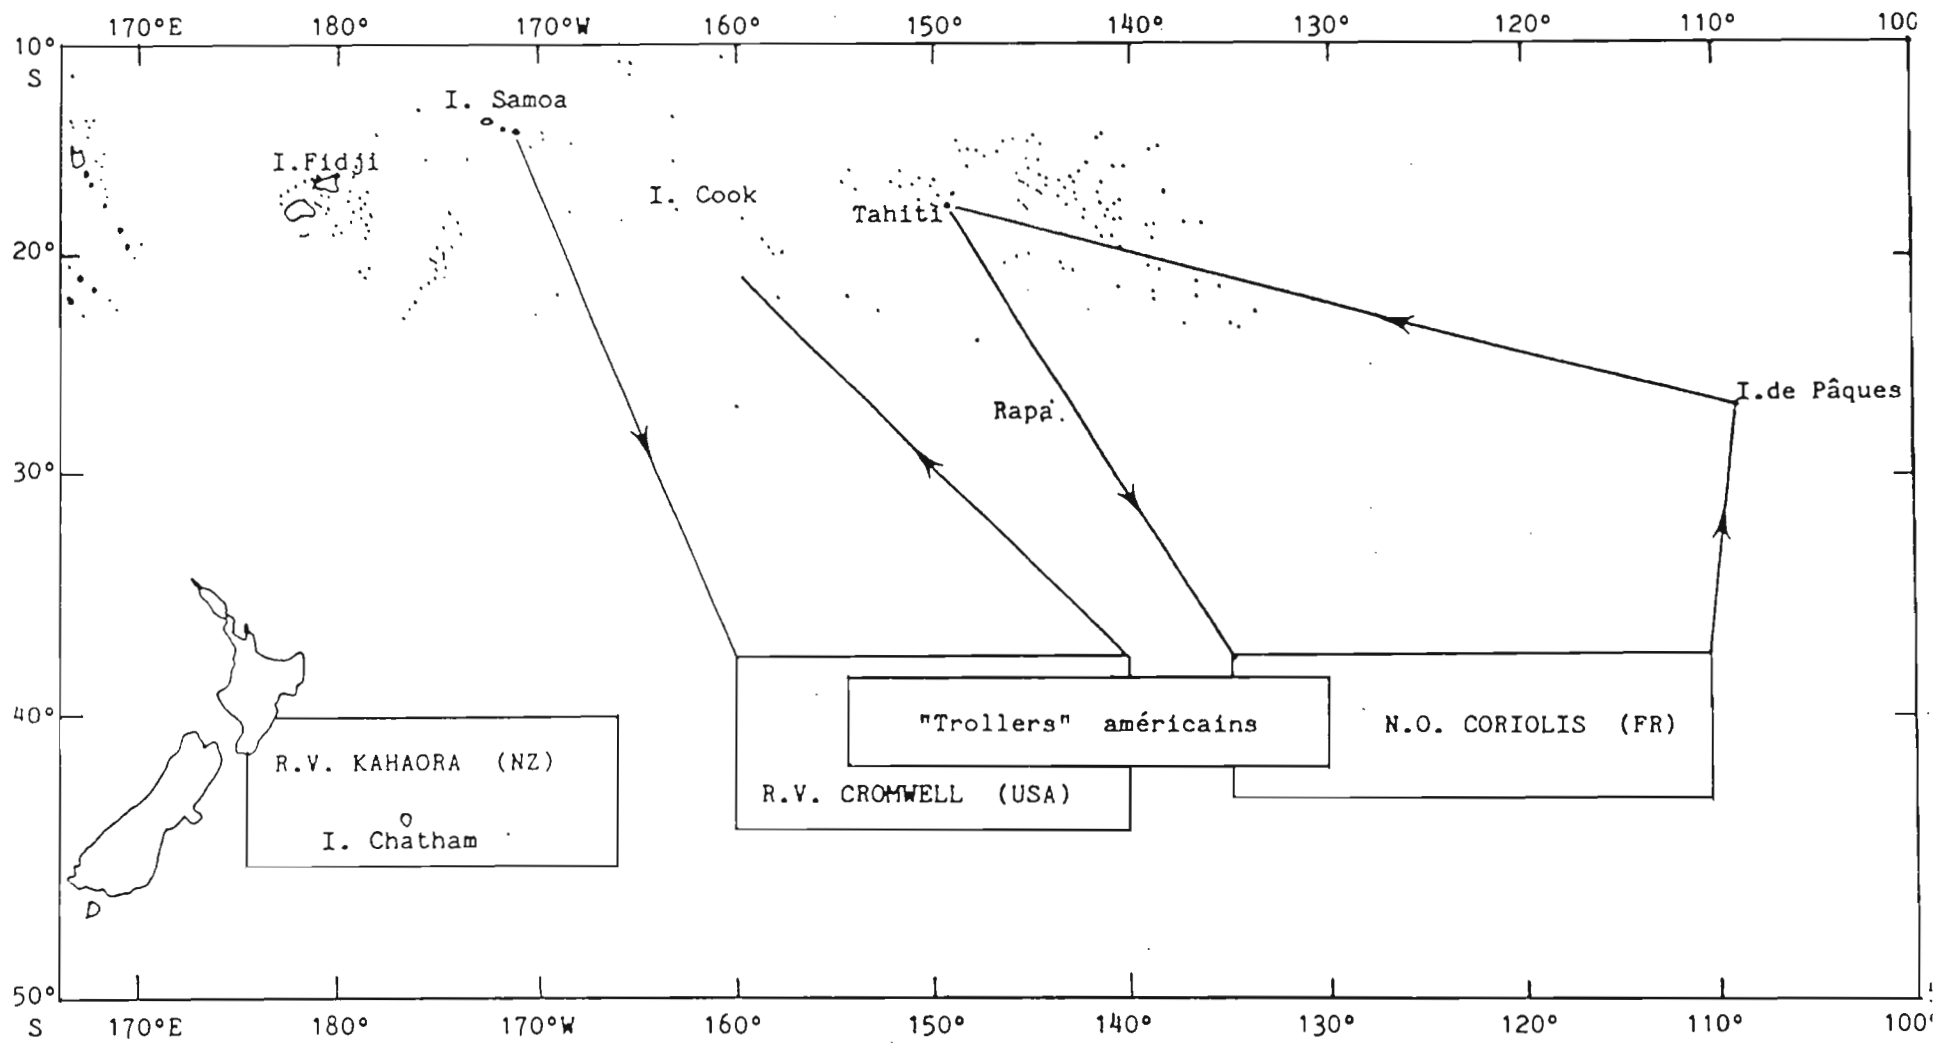 170°E 180° 170°W 160° 150° 140° 130° 120° 110° 100
10°
S
I. Samoa
I.Fidji
I. Cook
Tahiti
20°
I.de Pâques
Rapa
30°
40°
"Trollers" américains
N.O. CORIOLIS (FR)
R.V. KAHAORA (NZ)
R.V. CROMWELL (USA)
I. Chatham
50°
S
170°E 180° 170°W 160° 150° 140° 130° 120° 110° 100°